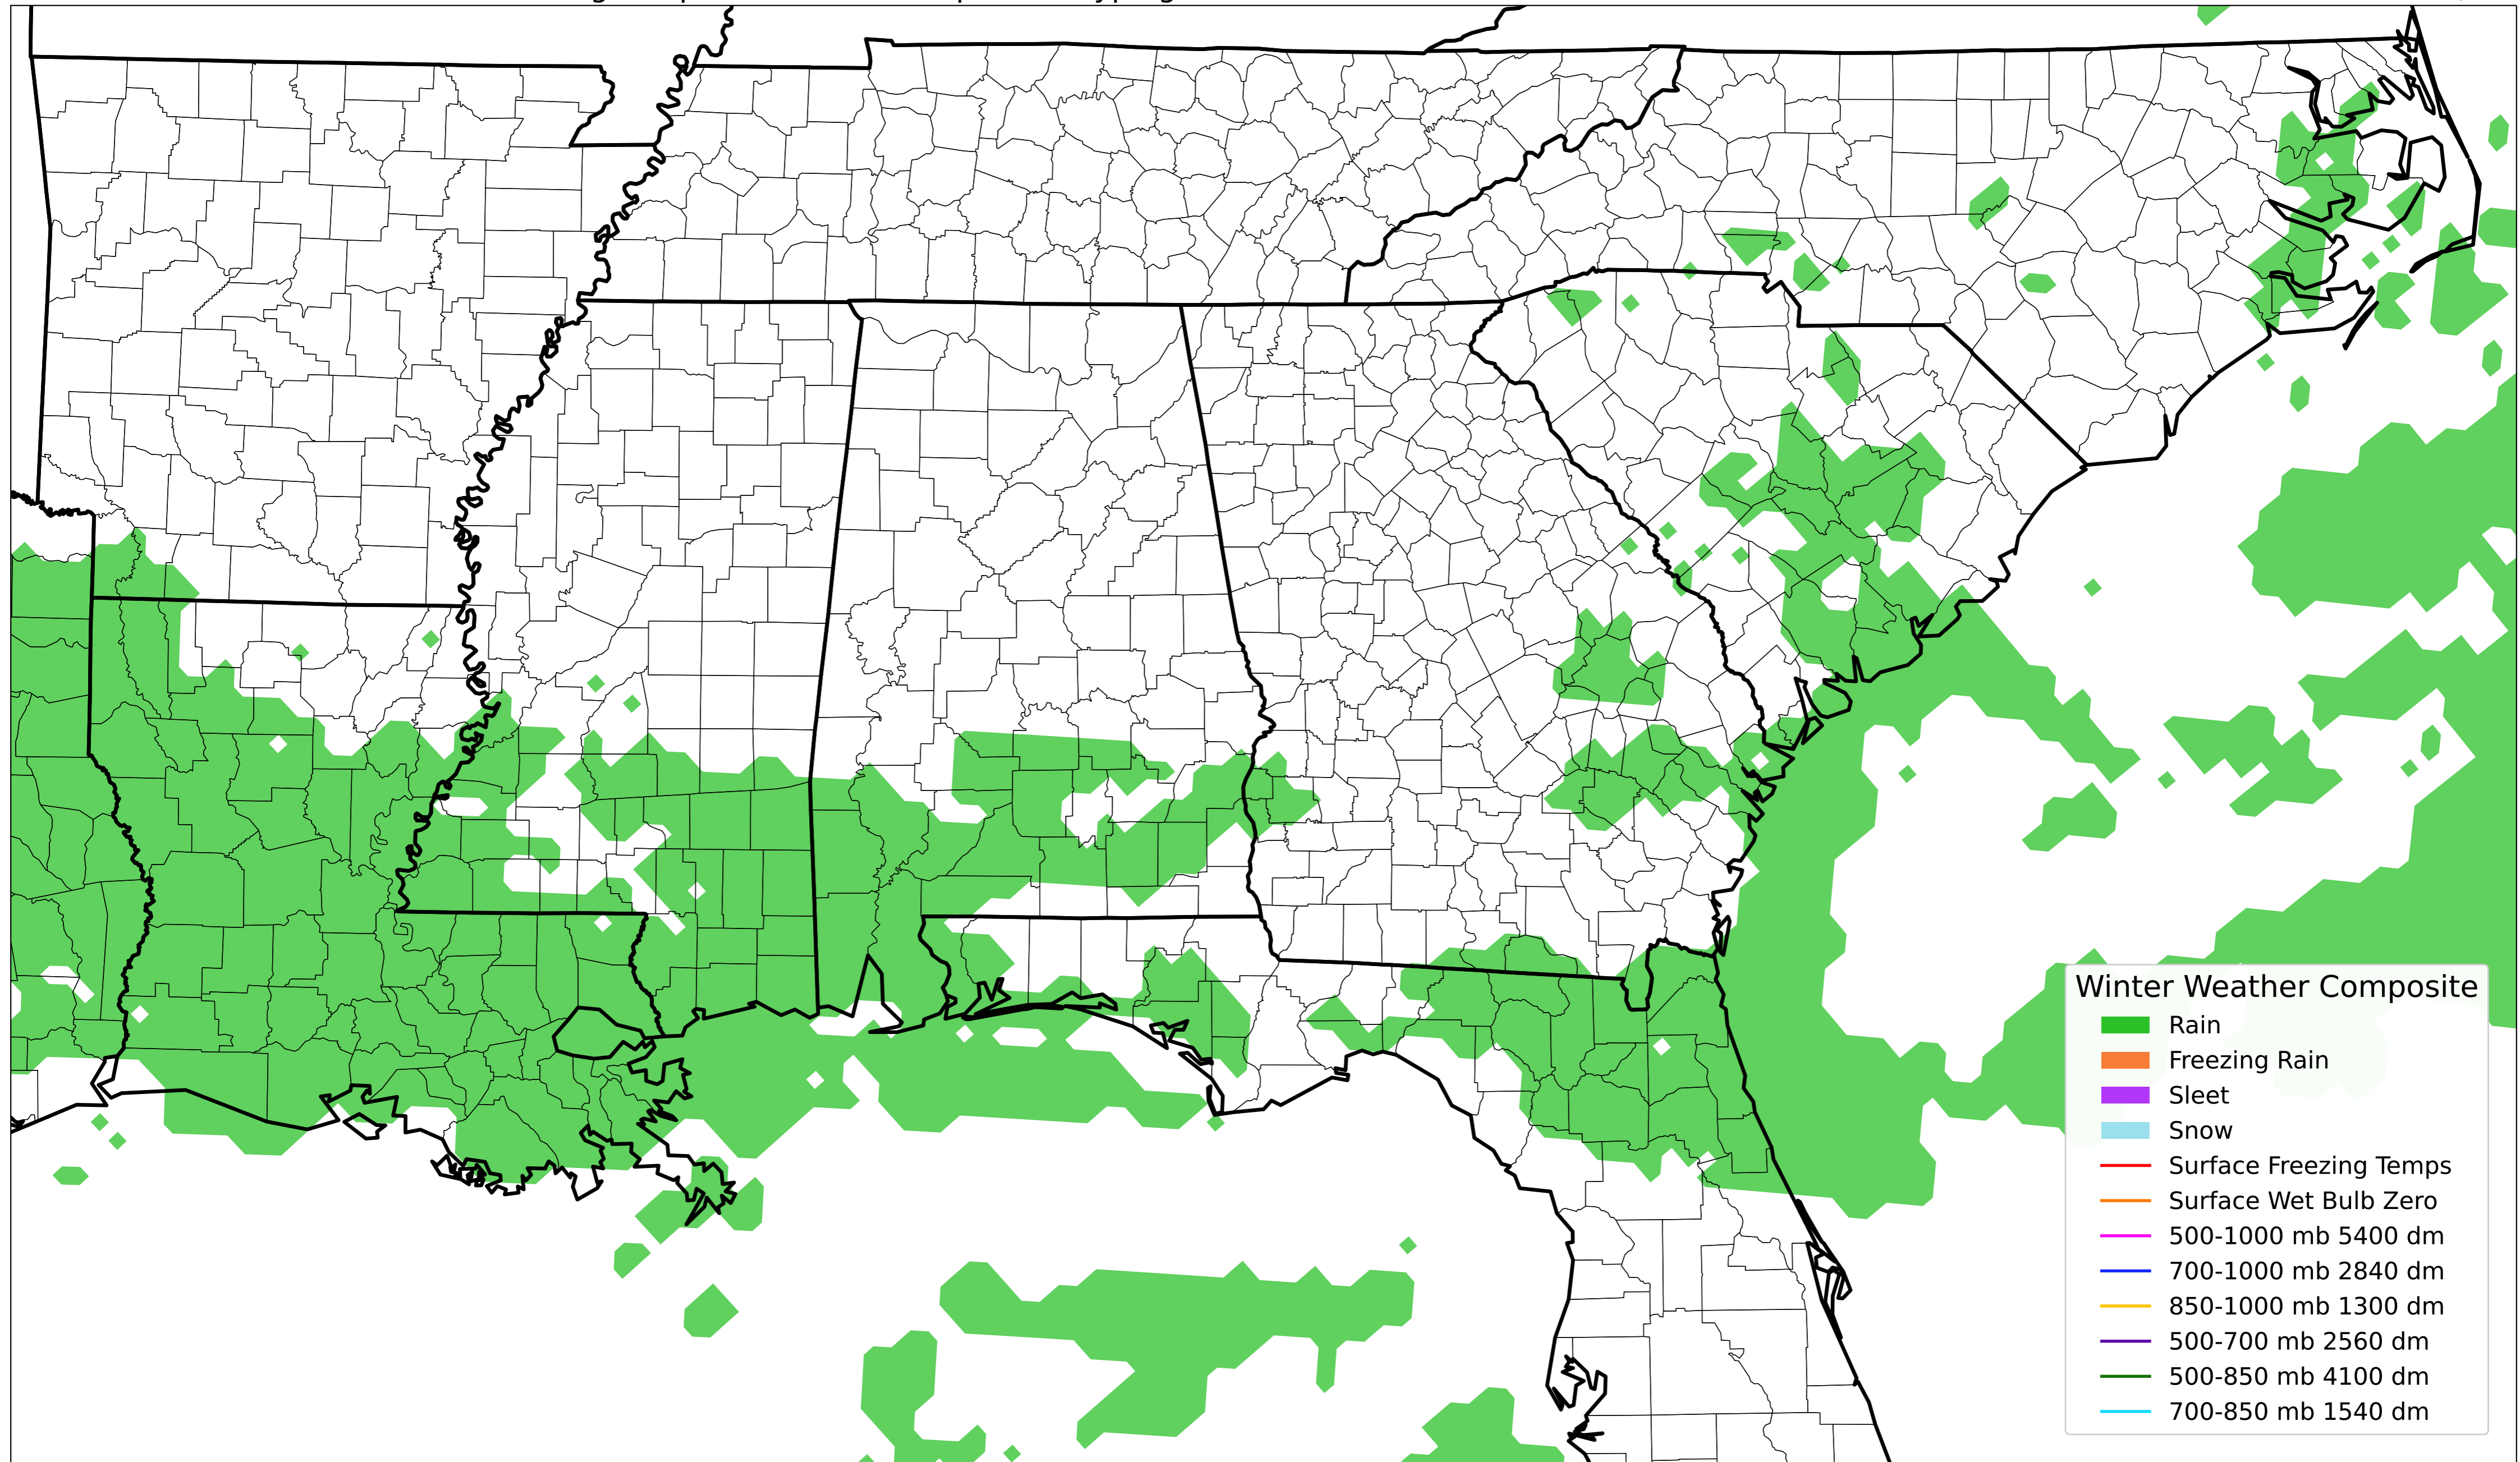 Winter Weather Composite
Rain
Freezing Rain
Sleet
Snow
Surface Freezing Temps
Surface Wet Bulb Zero
500-1000 mb 5400 dm
700-1000 mb 2840 dm
850-1000 mb 1300 dm
500-700 mb 2560 dm
500-850 mb 4100 dm
700-850 mb 1540 dm